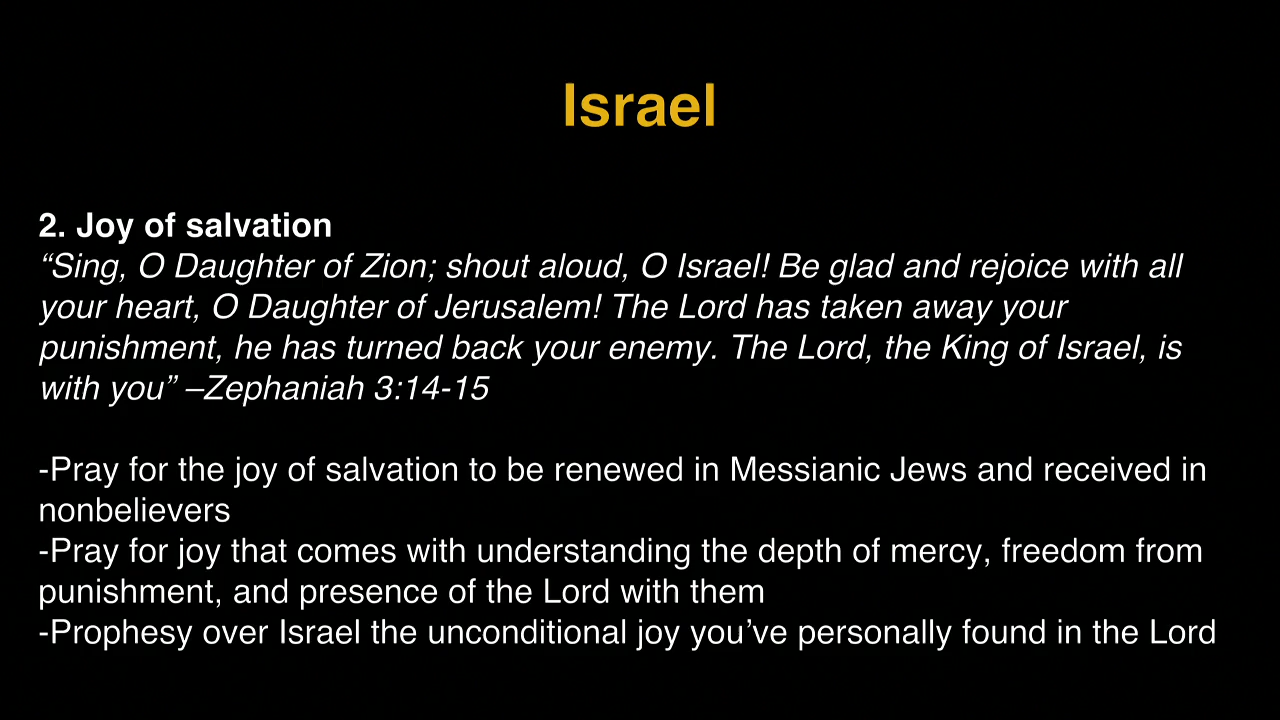 Israel
2. Joy of salvation
“Sing, O Daughter of Zion; shout aloud, O Israel! Be glad and rejoice with all
your heart, O Daughter of Jerusalem! The Lord has taken away your
punishment, he has turned back your enemy. The Lord, the King of Israel, is
with you” –Zephaniah 3:14-15
-Pray for the joy of salvation to be renewed in Messianic Jews and received in
nonbelievers
-Pray for joy that comes with understanding the depth of mercy, freedom from
punishment, and presence of the Lord with them
-Prophesy over Israel the unconditional joy you’ve personally found in the Lord